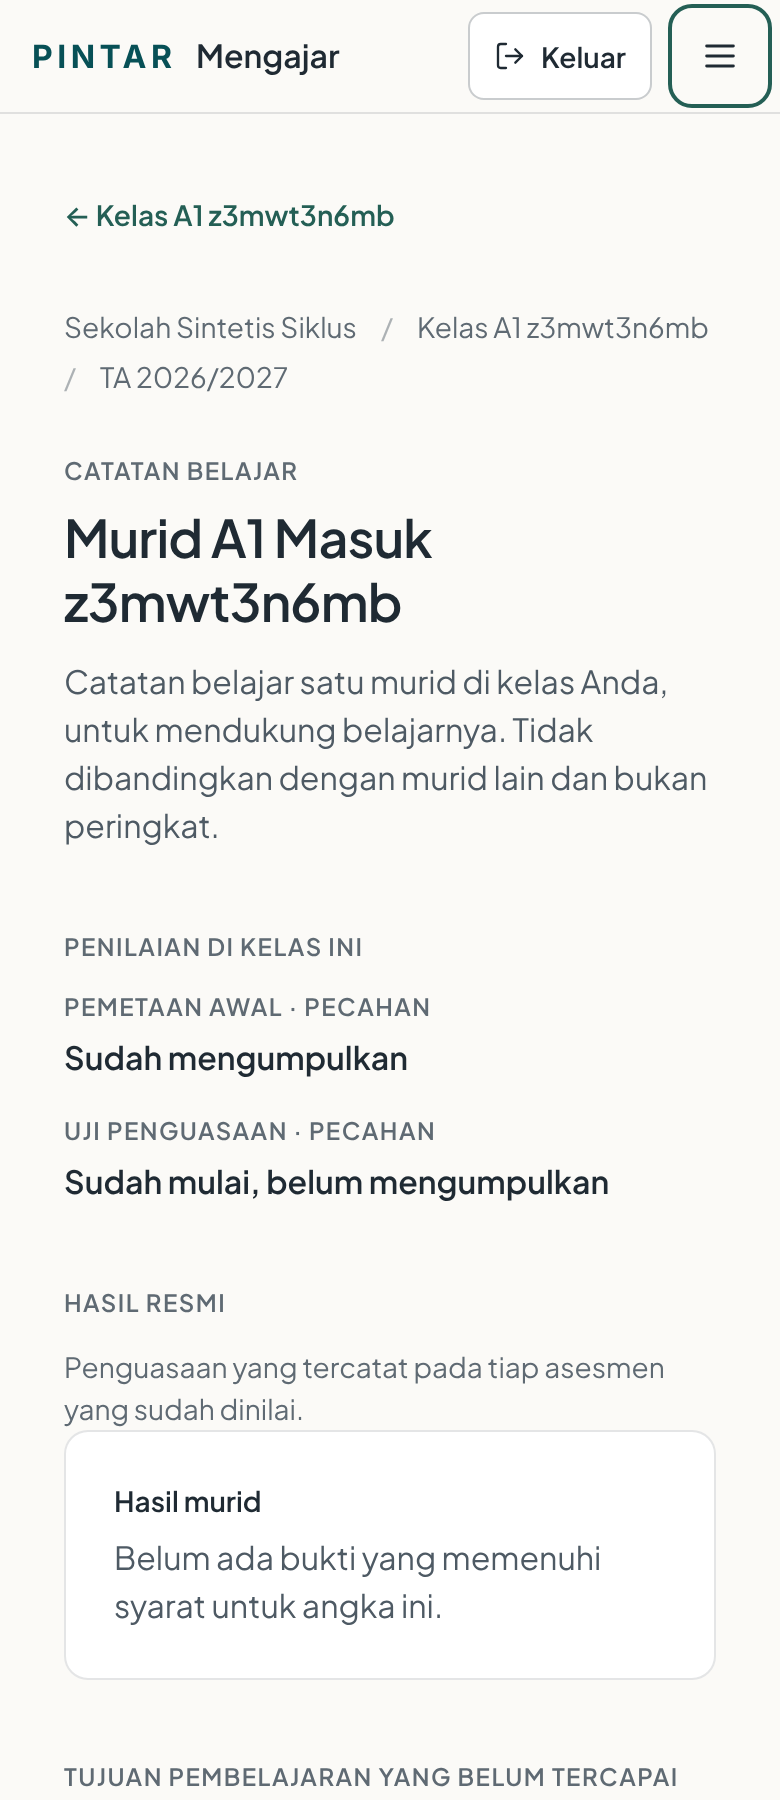 PINTAR Mengajar
Keluar
← Kelas A1 z3mwt3n6mb
Sekolah Sintetis Siklus / Kelas A1 z3mwt3n6mb
/ TA 2026/2027
CATATAN BELAJAR
Murid A1 Masuk
z3mwt3n6mb
Catatan belajar satu murid di kelas Anda,
untuk mendukung belajarnya. Tidak
dibandingkan dengan murid lain dan bukan
peringkat.
PENILAIAN DI KELAS INI
PEMETAAN AWAL · PECAHAN
Sudah mengumpulkan
UJI PENGUASAAN · PECAHAN
Sudah mulai, belum mengumpulkan
HASIL RESMI
Penguasaan yang tercatat pada tiap asesmen
yang sudah dinilai.
Hasil murid
Belum ada bukti yang memenuhi
syarat untuk angka ini.
TUJUAN PEMBELAJARAN YANG BELUM TERCAPAI